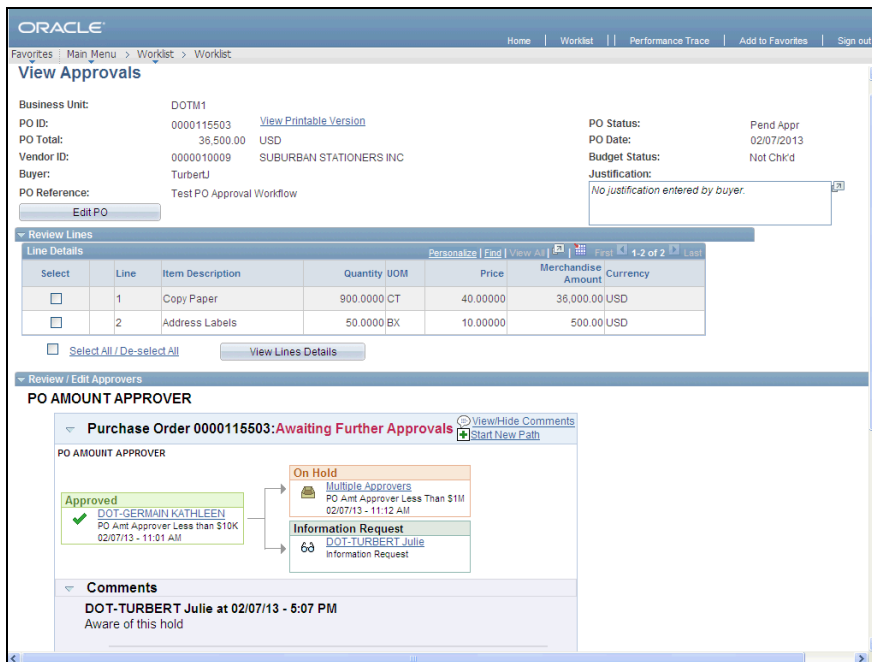 ORACLE
Home | Worklist | | Performance Trace | Add to Favorites | Sign out
Favorites Main Menu > Worklist > Worklist
View Approvals
Business Unit: DOTM1
PO ID: 0000115503 View Printable Version PO Status: Pend Appr
PO Total: 36,500.00 USD PO Date: 02/07/2013
Vendor ID: 0000010009 SUBURBAN STATIONERS INC Budget Status: Not Chk'd
Buyer: TurbertJ Justification:
PO Reference: Test PO Approval Workflow No justification entered by buyer.
Edit PO
Review Lines
Line Details Personalize | Find | View All | | First 1-2 of 2 Last
Select Line Item Description Quantity UOM Price Merchandise Amount Currency
1 Copy Paper 900.0000 CT 40.00000 36,000.00 USD
2 Address Labels 50.0000 BX 10.00000 500.00 USD
Select All / De-select All View Lines Details
Review / Edit Approvers
PO AMOUNT APPROVER
Purchase Order 0000115503:Awaiting Further Approvals View/Hide Comments
Start New Path
PO AMOUNT APPROVER
Approved
DOT-GERMAIN KATHLEEN
PO Amt Approver Less than $10K
02/07/13 - 11:01 AM
On Hold
Multiple Approvers
PO Amt Approver Less Than $1M
02/07/13 - 11:12 AM
Information Request
DOT-TURBERT Julie
Information Request
Comments
DOT-TURBERT Julie at 02/07/13 - 5:07 PM
Aware of this hold